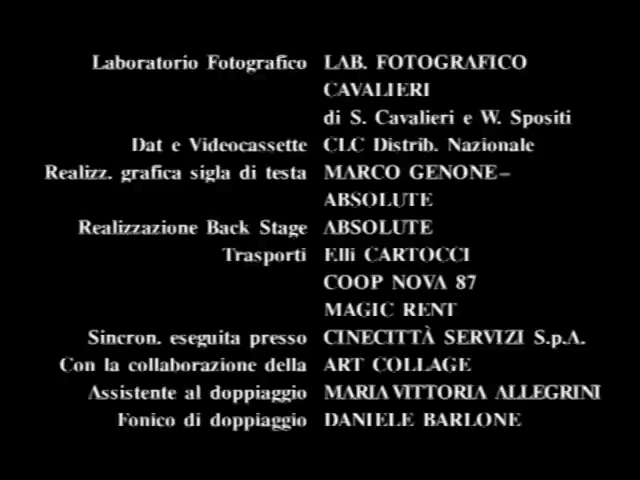 Laboratorio Fotografico LAB. FOTOGRAFICO
CAVALIERI
di S. Cavalieri e W. Spositi
Dat e Videocassette CLC Distrib. Nazionale
Realizz. grafica sigla di testa MARCO GENONE–
ABSOLUTE
Realizzazione Back Stage ABSOLUTE
Trasporti Elli CARTOCCI
COOP NOVA 87
MAGIC RENT
Sincron. eseguita presso CINECITTÀ SERVIZI S.p.A.
Con la collaborazione della ART COLLAGE
Assistente al doppiaggio MARIA VITTORIA ALLEGRINI
Fonico di doppiaggio DANIELE BARLONE